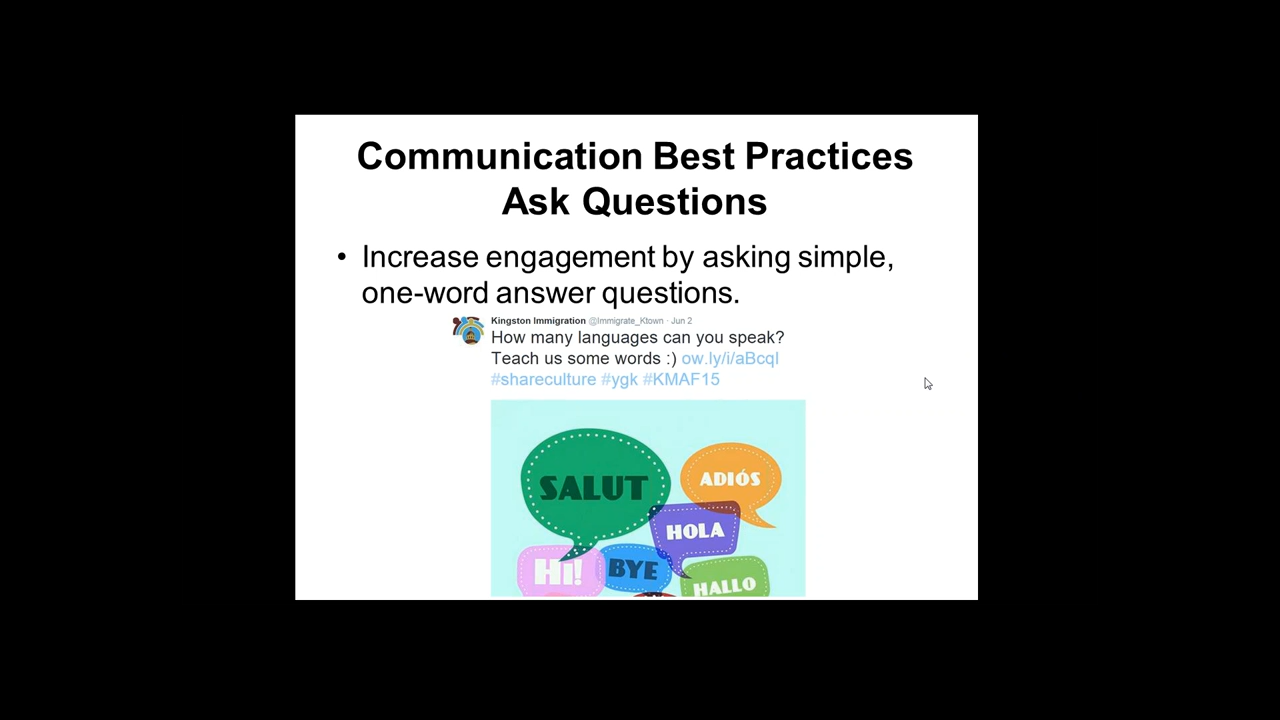 Communication Best Practices
Ask Questions
• Increase engagement by asking simple,
one-word answer questions.
Kingston Immigration @Immigrate_Ktown · Jun 2
How many languages can you speak?
Teach us some words :) ow.ly/i/aBcqI
#shareculture #ygk #KMAF15
SALUT
ADIÓS
HOLA
Hi!
BYE
HALLO